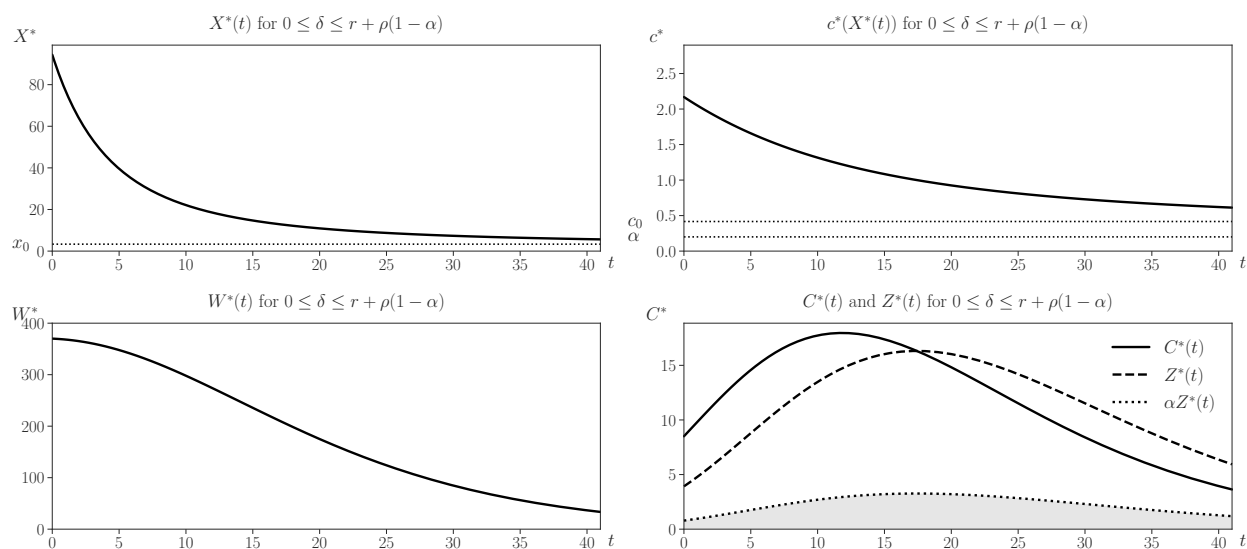 X*(t) for 0 ≤ δ ≤ r + ρ(1 − α)
X*
80
60
40
20
x₀
0
0 5 10 15 20 25 30 35 40 t
c*(X*(t)) for 0 ≤ δ ≤ r + ρ(1 − α)
c*
2.5
2.0
1.5
1.0
0.5
c₀
α
0.0
0 5 10 15 20 25 30 35 40 t
W*(t) for 0 ≤ δ ≤ r + ρ(1 − α)
W*
400
300
200
100
0
0 5 10 15 20 25 30 35 40 t
C*(t) and Z*(t) for 0 ≤ δ ≤ r + ρ(1 − α)
C*
15
10
5
0
C*(t)
Z*(t)
αZ*(t)
0 5 10 15 20 25 30 35 40 t